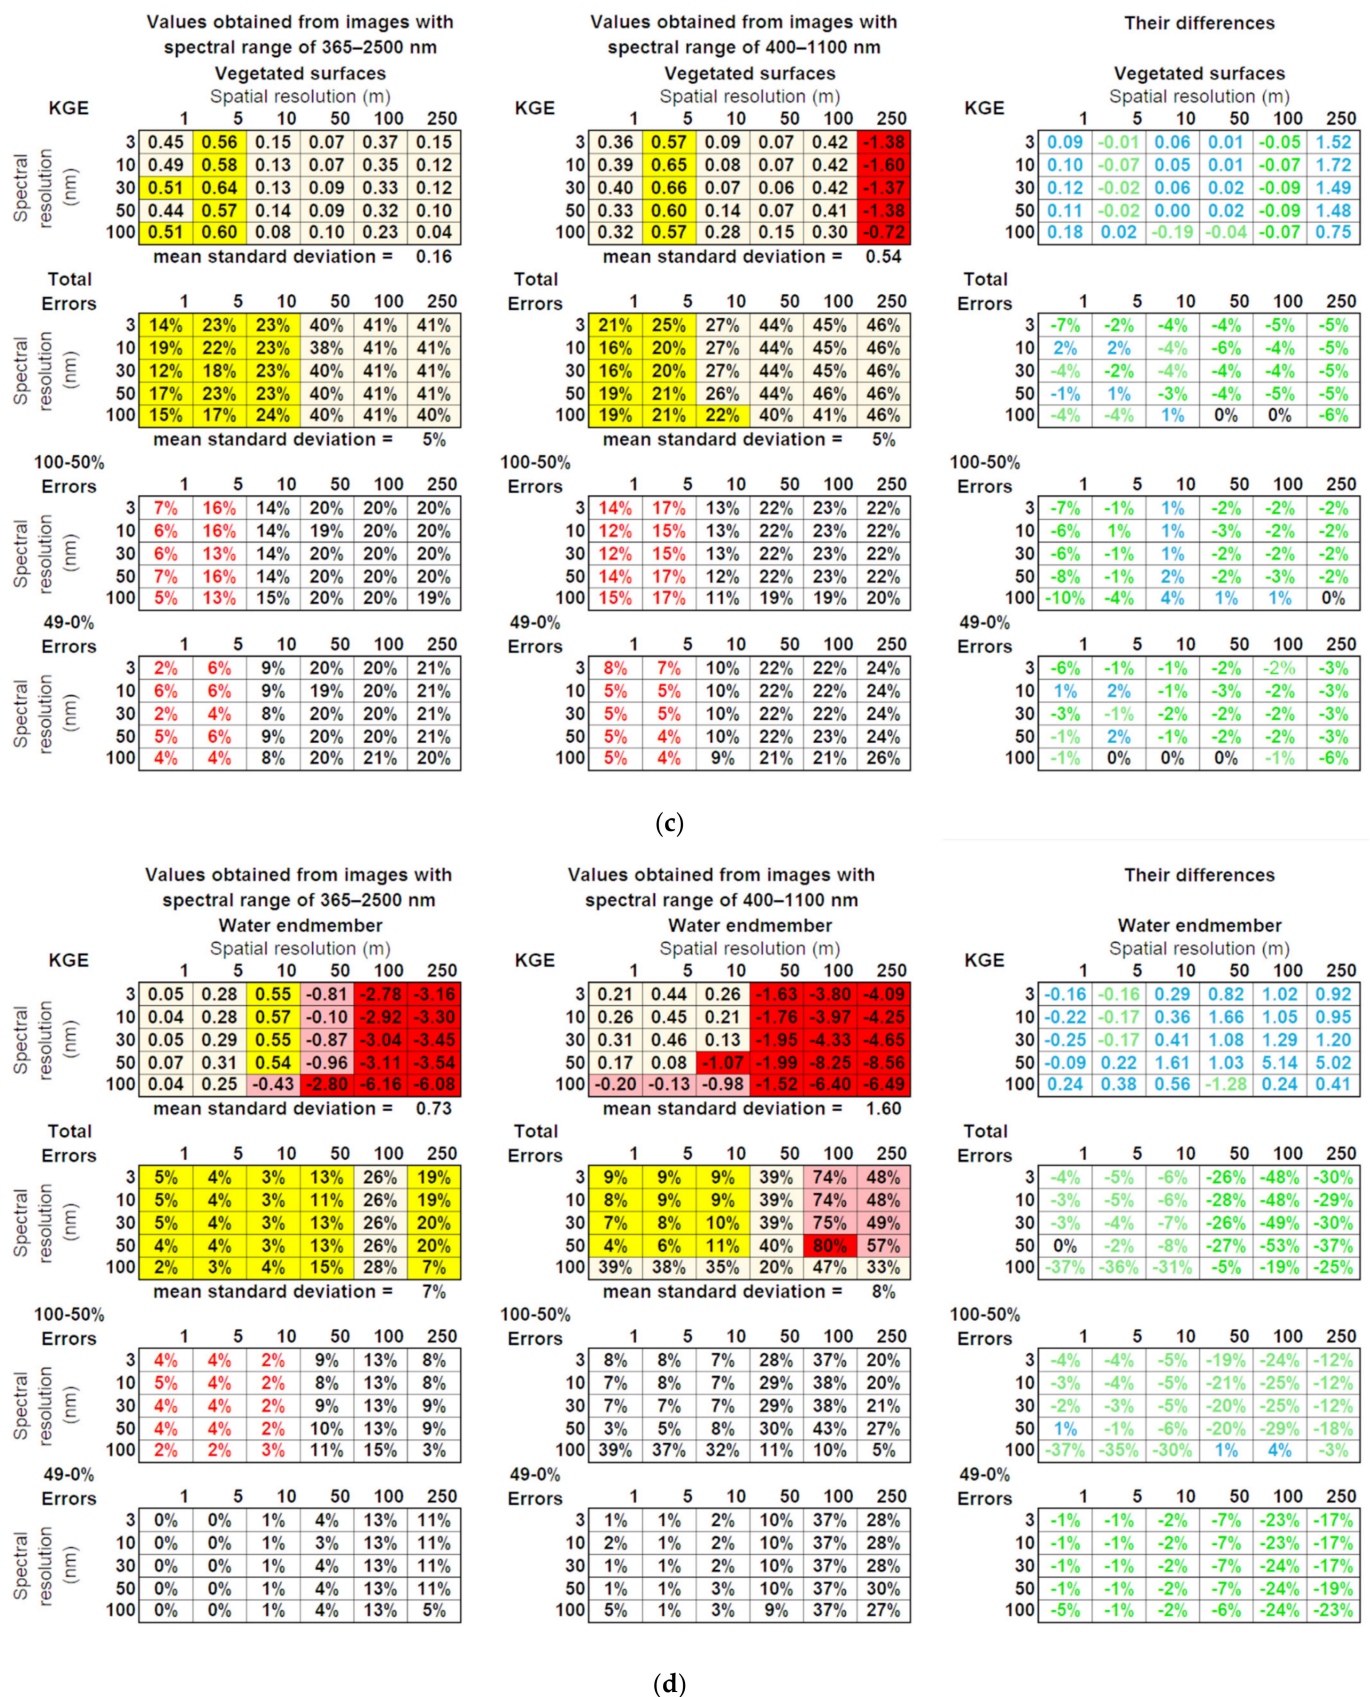 Values obtained from images with Values obtained from images with Their differences
spectral range of 365–2500 nm spectral range of 400–1100 nm
Vegetated surfaces Vegetated surfaces Vegetated surfaces
Spatial resolution (m) Spatial resolution (m) Spatial resolution (m)
KGE 1 5 10 50 100 250 KGE 1 5 10 50 100 250 KGE 1 5 10 50 100 250
Spectral resolution (nm)
3 0.45 0.56 0.15 0.07 0.37 0.15 3 0.36 0.57 0.09 0.07 0.42 -1.38 3 0.09 -0.01 0.06 0.01 -0.05 1.52
10 0.49 0.58 0.13 0.07 0.35 0.12 10 0.39 0.65 0.08 0.07 0.42 -1.60 10 0.10 -0.07 0.05 0.01 -0.07 1.72
30 0.51 0.64 0.13 0.09 0.33 0.12 30 0.40 0.66 0.07 0.06 0.42 -1.37 30 0.12 -0.02 0.06 0.02 -0.09 1.49
50 0.44 0.57 0.14 0.09 0.32 0.10 50 0.33 0.60 0.14 0.07 0.41 -1.38 50 0.11 -0.02 0.00 0.02 -0.09 1.48
100 0.51 0.60 0.08 0.10 0.23 0.04 100 0.32 0.57 0.28 0.15 0.30 -0.72 100 0.18 0.02 -0.19 -0.04 -0.07 0.75
mean standard deviation = 0.16 mean standard deviation = 0.54
Total Total Total
Errors 1 5 10 50 100 250 Errors 1 5 10 50 100 250 Errors 1 5 10 50 100 250
Spectral resolution (nm)
3 14% 23% 23% 40% 41% 41% 3 21% 25% 27% 44% 45% 46% 3 -7% -2% -4% -4% -5% -5%
10 19% 22% 23% 38% 41% 41% 10 16% 20% 27% 44% 45% 46% 10 2% 2% -4% -6% -4% -5%
30 12% 18% 23% 40% 41% 41% 30 16% 20% 27% 44% 45% 46% 30 -4% -2% -4% -4% -4% -5%
50 17% 23% 23% 40% 41% 41% 50 19% 21% 26% 44% 46% 46% 50 -1% 1% -3% -4% -5% -5%
100 15% 17% 24% 40% 41% 40% 100 19% 21% 22% 40% 41% 46% 100 -4% -4% 1% 0% 0% -6%
mean standard deviation = 5% mean standard deviation = 5%
100-50% 100-50% 100-50%
Errors 1 5 10 50 100 250 Errors 1 5 10 50 100 250 Errors 1 5 10 50 100 250
Spectral resolution (nm)
3 7% 16% 14% 20% 20% 20% 3 14% 17% 13% 22% 23% 22% 3 -7% -1% 1% -2% -2% -2%
10 6% 16% 14% 19% 20% 20% 10 12% 15% 13% 22% 23% 22% 10 -6% 1% 1% -3% -2% -2%
30 6% 13% 14% 20% 20% 20% 30 12% 15% 13% 22% 23% 22% 30 -6% -1% 1% -2% -2% -2%
50 7% 16% 14% 20% 20% 20% 50 14% 17% 12% 22% 23% 22% 50 -8% -1% 2% -2% -3% -2%
100 5% 13% 15% 20% 20% 19% 100 15% 17% 11% 19% 19% 20% 100 -10% -4% 4% 1% 1% 0%
49-0% 49-0% 49-0%
Errors 1 5 10 50 100 250 Errors 1 5 10 50 100 250 Errors 1 5 10 50 100 250
Spectral resolution (nm)
3 2% 6% 9% 20% 20% 21% 3 8% 7% 10% 22% 22% 24% 3 -6% -1% -1% -2% -2% -3%
10 6% 6% 9% 19% 20% 21% 10 5% 5% 10% 22% 22% 24% 10 1% 2% -1% -3% -2% -3%
30 2% 4% 8% 20% 20% 21% 30 5% 5% 10% 22% 22% 24% 30 -3% -1% -2% -2% -2% -3%
50 5% 6% 9% 20% 20% 21% 50 5% 4% 10% 22% 23% 24% 50 -1% 2% -1% -2% -2% -3%
100 4% 4% 8% 20% 21% 20% 100 5% 4% 9% 21% 21% 26% 100 -1% 0% 0% 0% -1% -6%
(c)
Values obtained from images with Values obtained from images with Their differences
spectral range of 365–2500 nm spectral range of 400–1100 nm
Water endmember Water endmember Water endmember
Spatial resolution (m) Spatial resolution (m) Spatial resolution (m)
KGE 1 5 10 50 100 250 KGE 1 5 10 50 100 250 KGE 1 5 10 50 100 250
Spectral resolution (nm)
3 0.05 0.28 0.55 -0.81 -2.78 -3.16 3 0.21 0.44 0.26 -1.63 -3.80 -4.09 3 -0.16 -0.16 0.29 0.82 1.02 0.92
10 0.04 0.28 0.57 -0.10 -2.92 -3.30 10 0.26 0.45 0.21 -1.76 -3.97 -4.25 10 -0.22 -0.17 0.36 1.66 1.05 0.95
30 0.05 0.29 0.55 -0.87 -3.04 -3.45 30 0.31 0.46 0.13 -1.95 -4.33 -4.65 30 -0.25 -0.17 0.41 1.08 1.29 1.20
50 0.07 0.31 0.54 -0.96 -3.11 -3.54 50 0.17 0.08 -1.07 -1.99 -8.25 -8.56 50 -0.09 0.22 1.61 1.03 5.14 5.02
100 0.04 0.25 -0.43 -2.80 -6.16 -6.08 100 -0.20 -0.13 -0.98 -1.52 -6.40 -6.49 100 0.24 0.38 0.56 -1.28 0.24 0.41
mean standard deviation = 0.73 mean standard deviation = 1.60
Total Total Total
Errors 1 5 10 50 100 250 Errors 1 5 10 50 100 250 Errors 1 5 10 50 100 250
Spectral resolution (nm)
3 5% 4% 3% 13% 26% 19% 3 9% 9% 9% 39% 74% 48% 3 -4% -5% -6% -26% -48% -30%
10 5% 4% 3% 11% 26% 19% 10 8% 9% 9% 39% 74% 48% 10 -3% -5% -6% -28% -48% -29%
30 5% 4% 3% 13% 26% 20% 30 7% 8% 10% 39% 75% 49% 30 -3% -4% -7% -26% -49% -30%
50 4% 4% 3% 13% 26% 20% 50 4% 6% 11% 40% 80% 57% 50 0% -2% -8% -27% -53% -37%
100 2% 3% 4% 15% 28% 7% 100 39% 38% 35% 20% 47% 33% 100 -37% -36% -31% -5% -19% -25%
mean standard deviation = 7% mean standard deviation = 8%
100-50% 100-50% 100-50%
Errors 1 5 10 50 100 250 Errors 1 5 10 50 100 250 Errors 1 5 10 50 100 250
Spectral resolution (nm)
3 4% 4% 2% 9% 13% 8% 3 8% 8% 7% 28% 37% 20% 3 -4% -4% -5% -19% -24% -12%
10 5% 4% 2% 8% 13% 8% 10 7% 8% 7% 29% 38% 20% 10 -3% -4% -5% -21% -25% -12%
30 4% 4% 2% 9% 13% 9% 30 7% 7% 7% 29% 38% 21% 30 -2% -3% -5% -20% -25% -12%
50 4% 4% 2% 10% 13% 9% 50 3% 5% 8% 30% 43% 27% 50 1% -1% -6% -20% -29% -18%
100 2% 2% 3% 11% 15% 3% 100 39% 37% 32% 11% 10% 5% 100 -37% -35% -30% 1% 4% -3%
49-0% 49-0% 49-0%
Errors 1 5 10 50 100 250 Errors 1 5 10 50 100 250 Errors 1 5 10 50 100 250
Spectral resolution (nm)
3 0% 0% 1% 4% 13% 11% 3 1% 1% 2% 10% 37% 28% 3 -1% -1% -2% -7% -23% -17%
10 0% 0% 1% 3% 13% 11% 10 2% 1% 2% 10% 37% 28% 10 -1% -1% -2% -7% -23% -17%
30 0% 0% 1% 4% 13% 11% 30 1% 1% 2% 10% 37% 28% 30 -1% -1% -2% -7% -24% -17%
50 0% 0% 1% 4% 13% 11% 50 1% 1% 3% 10% 37% 30% 50 -1% -1% -2% -7% -24% -19%
100 0% 0% 1% 4% 13% 5% 100 5% 1% 3% 9% 37% 27% 100 -5% -1% -2% -6% -24% -23%
(d)